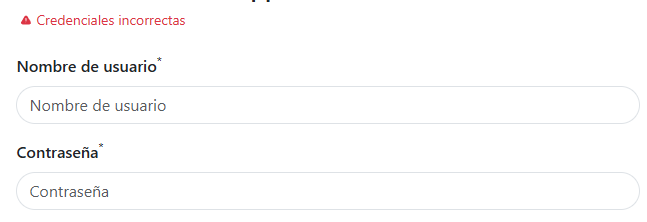 Credenciales incorrectas
Nombre de usuario*
Nombre de usuario
Contraseña*
Contraseña